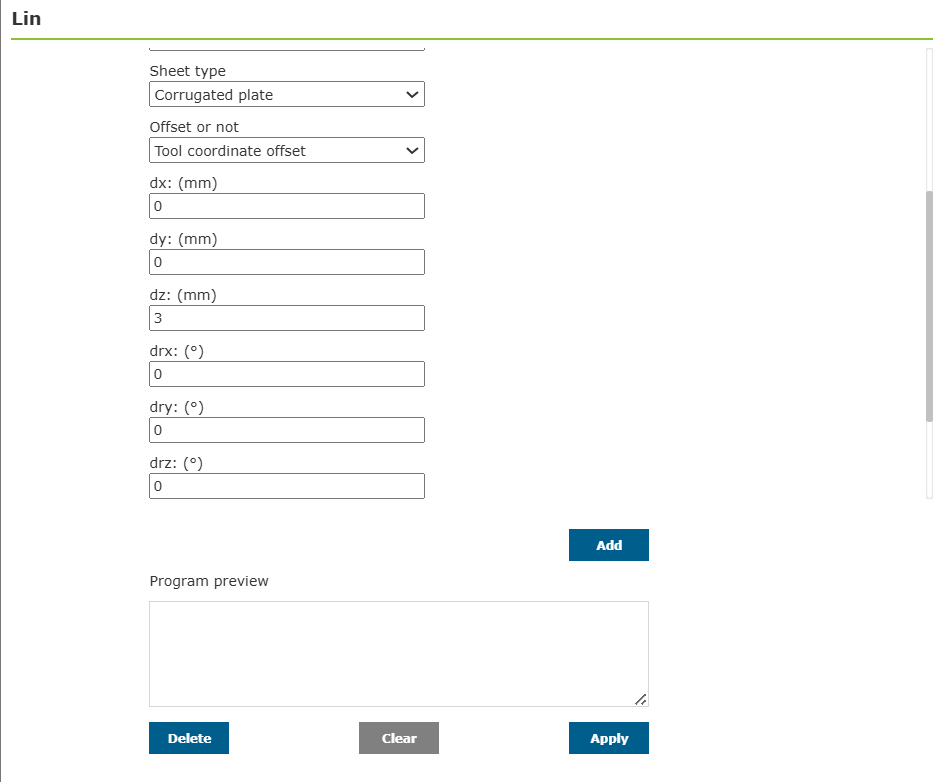 Lin
Sheet type
Corrugated plate
Offset or not
Tool coordinate offset
dx: (mm)
0
dy: (mm)
0
dz: (mm)
3
drx: (°)
0
dry: (°)
0
drz: (°)
0
Add
Program preview
Delete Clear Apply